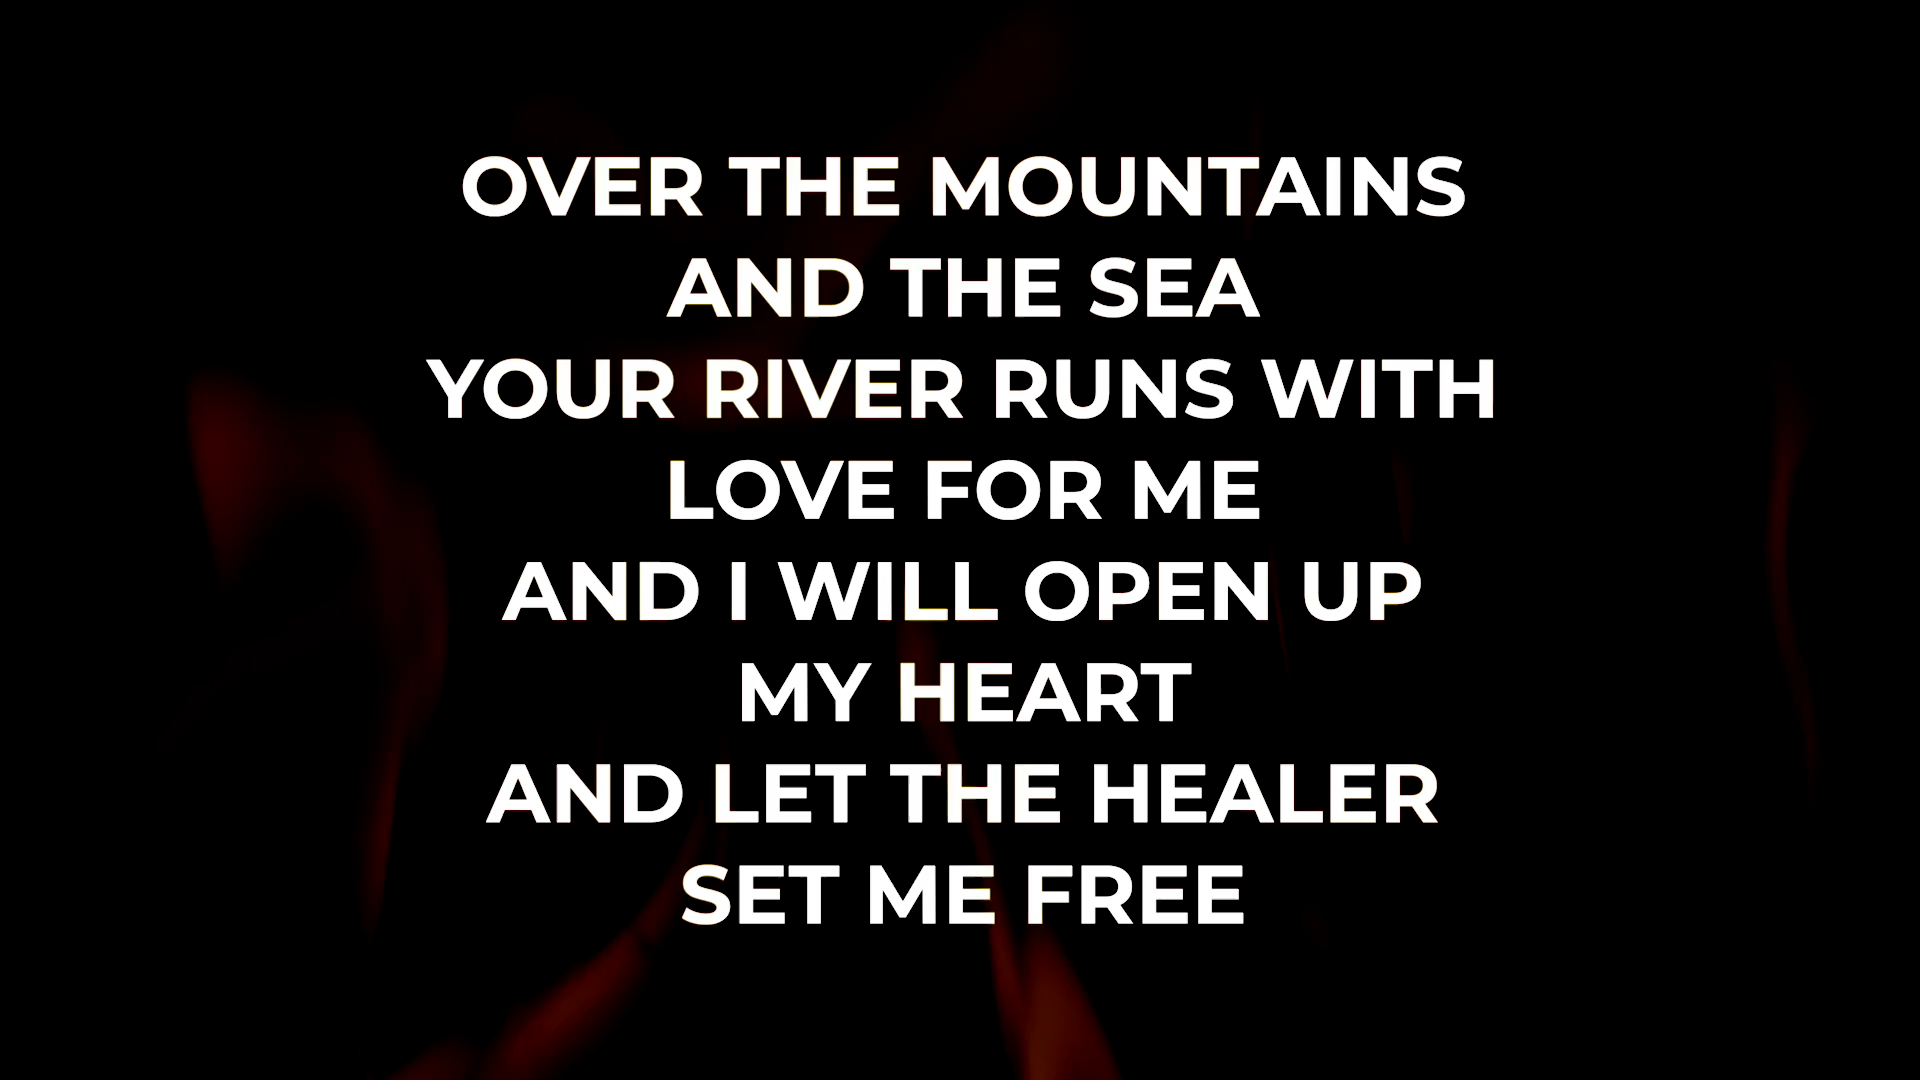 OVER THE MOUNTAINS
AND THE SEA
YOUR RIVER RUNS WITH
LOVE FOR ME
AND I WILL OPEN UP
MY HEART
AND LET THE HEALER
SET ME FREE